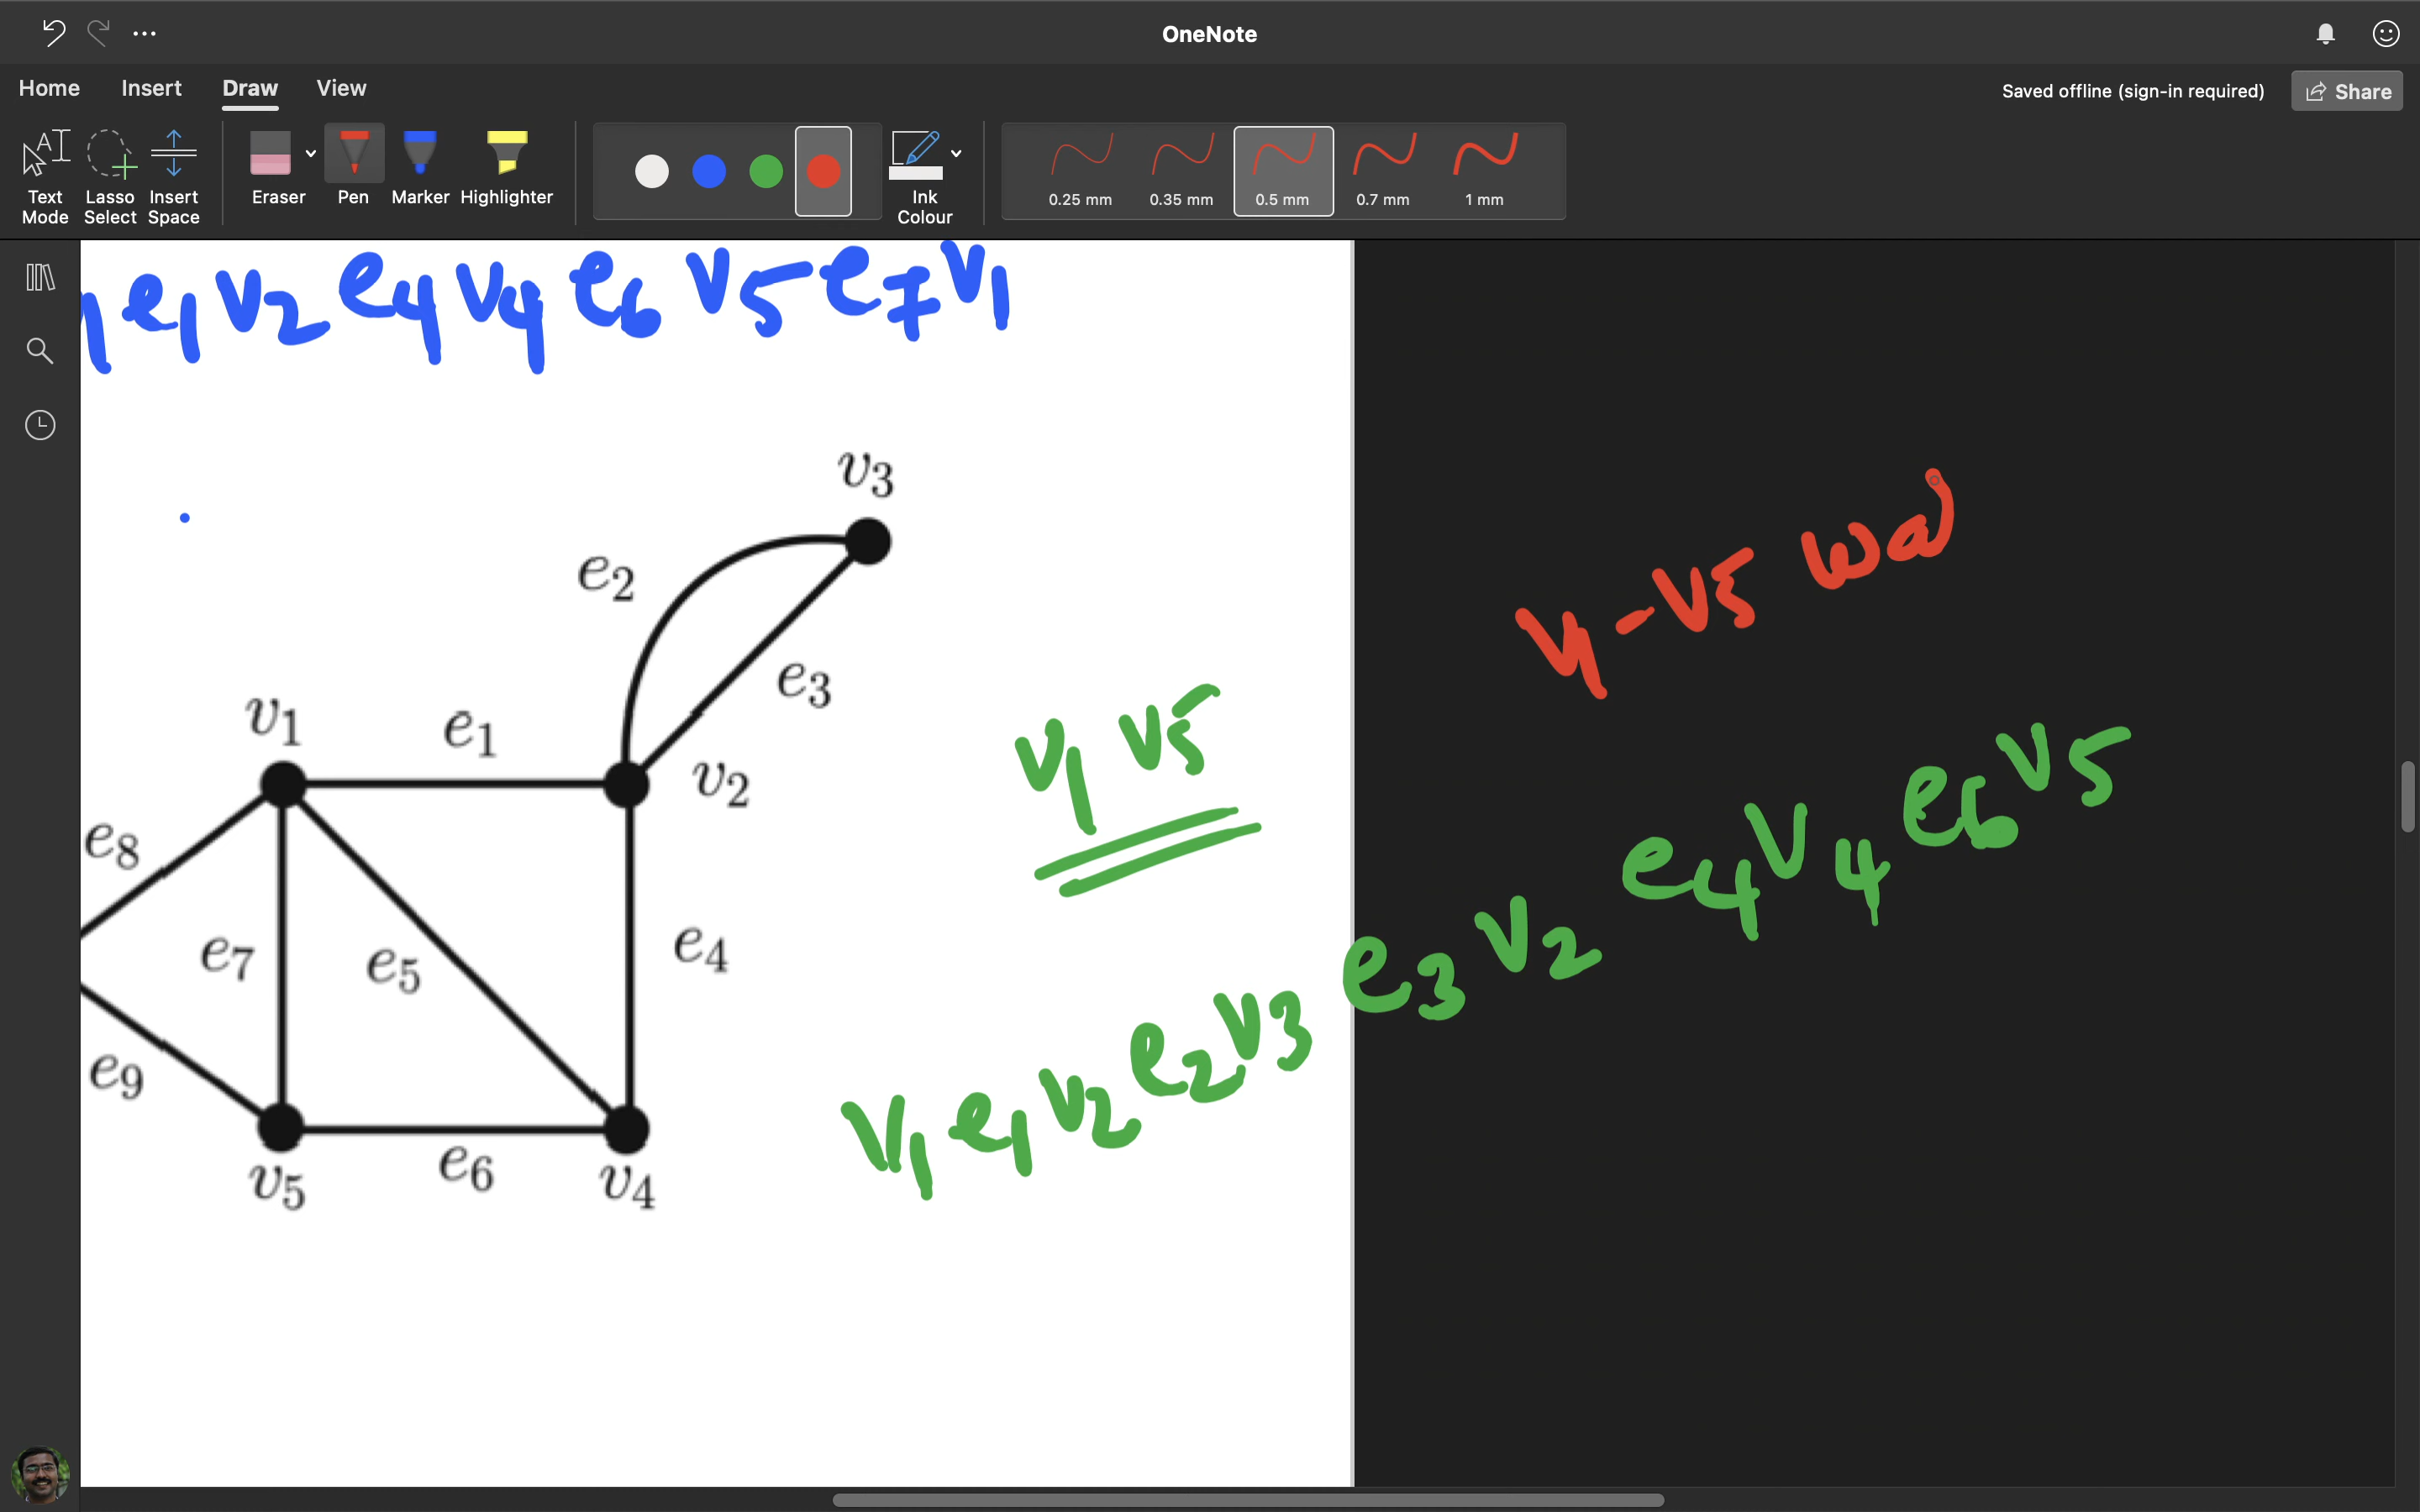 OneNote
Home Insert Draw View
Saved offline (sign-in required) Share
Text Mode
Lasso Select
Insert Space
Eraser
Pen
Marker
Highlighter
Ink Colour
0.25 mm
0.35 mm
0.5 mm
0.7 mm
1 mm
e1 v2 e4 v4 e6 v5 e7 v1
v3
e2
e3
v1
e1
v2
e8
e7
e5
e4
e9
v5
e6
v4
v1 - v5 wa
v1 v5
v1 e1 v2 e2 v3 e3 v2 e4 v4 e6 v5